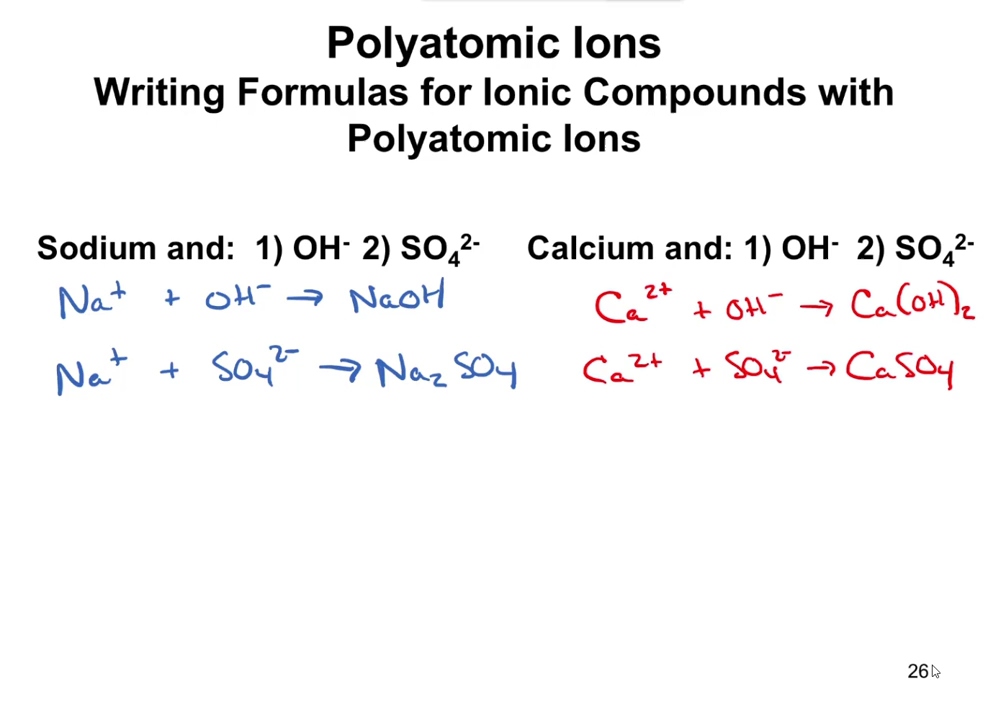 Polyatomic Ions
Writing Formulas for Ionic Compounds with
Polyatomic Ions
Sodium and: 1) OH⁻ 2) SO₄²⁻
Calcium and: 1) OH⁻ 2) SO₄²⁻
Na⁺ + OH⁻ → NaOH
Ca²⁺ + OH⁻ → Ca(OH)₂
Na⁺ + SO₄²⁻ → Na₂SO₄
Ca²⁺ + SO₄²⁻ → CaSO₄
26